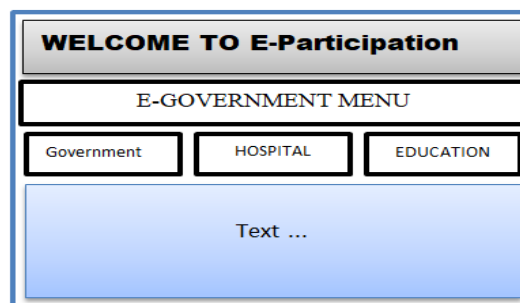 WELCOME TO E-Participation
E-GOVERNMENT MENU
Government HOSPITAL EDUCATION
Text ...